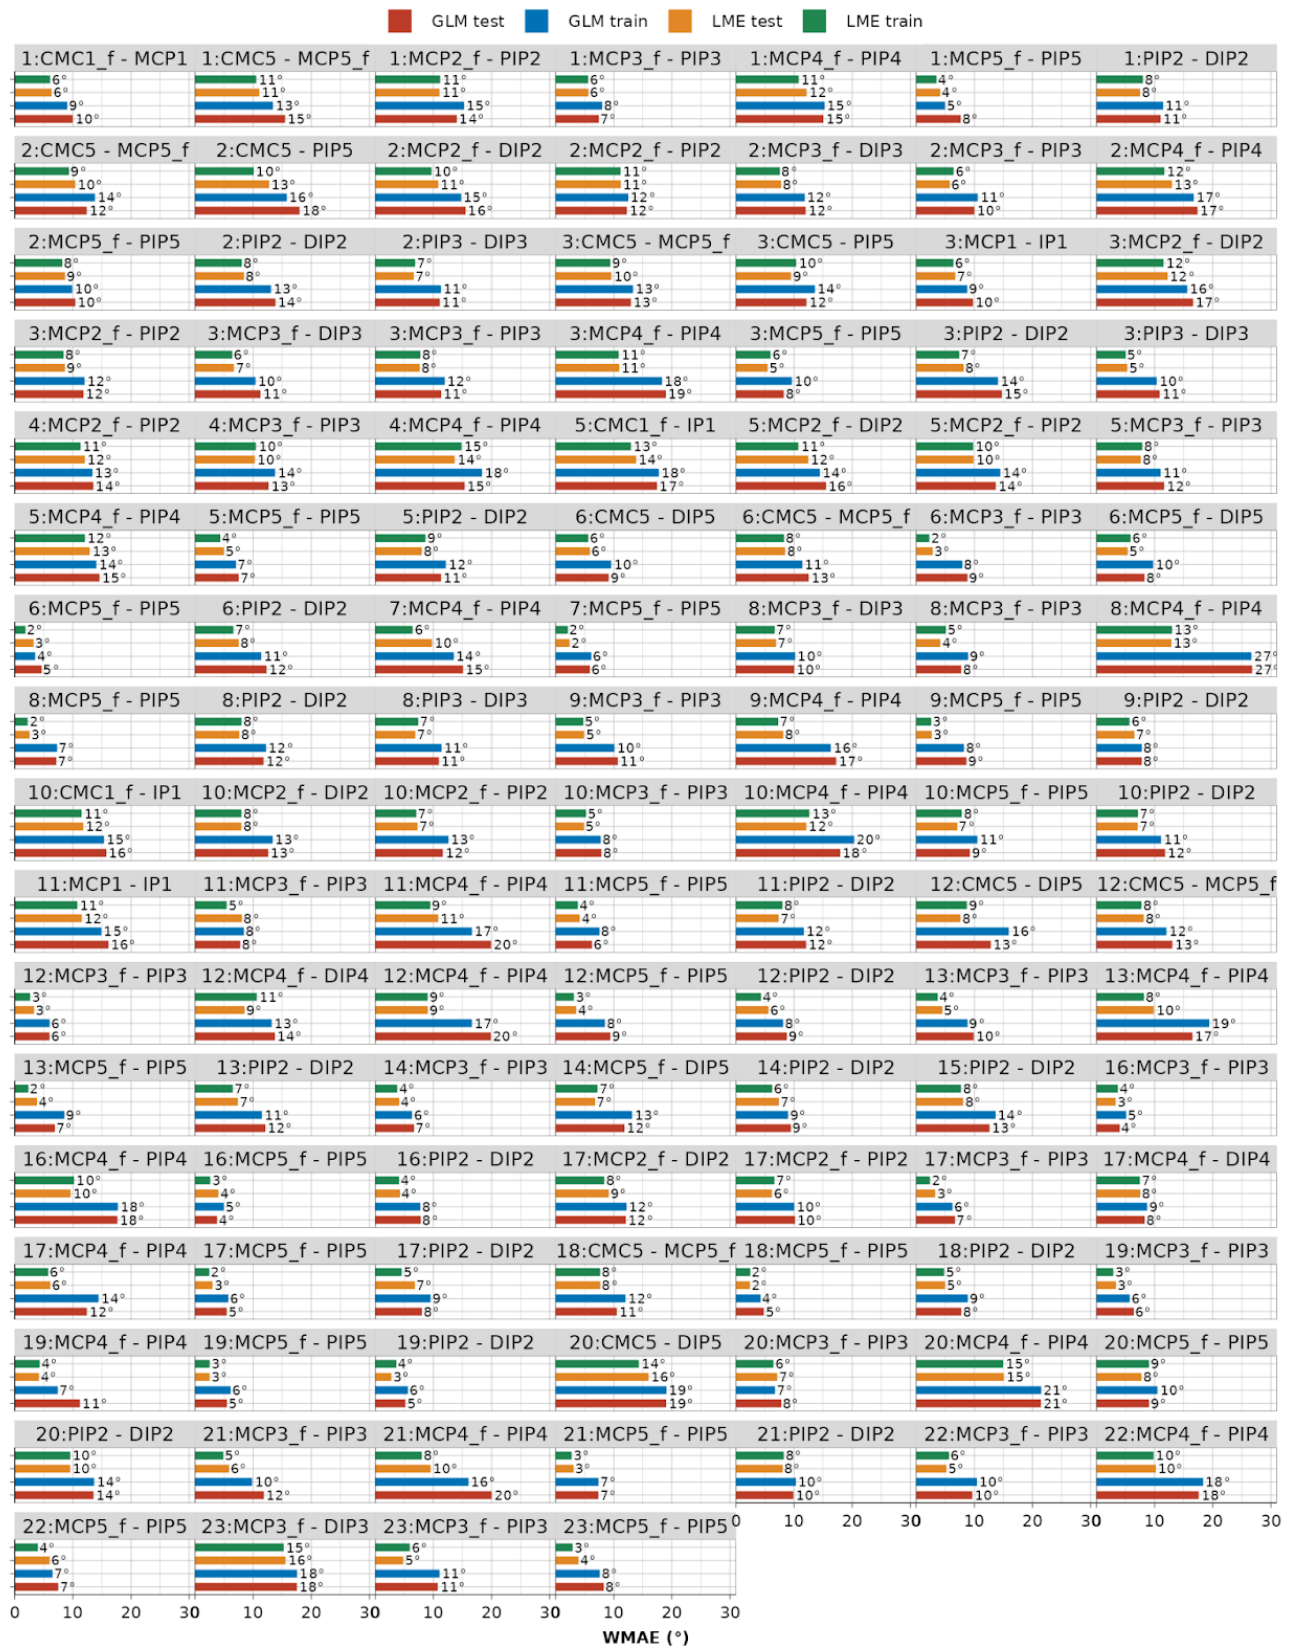 GLM test GLM train LME test LME train
1:CMC1_f - MCP1 1:CMC5 - MCP5_f 1:MCP2_f - PIP2 1:MCP3_f - PIP3 1:MCP4_f - PIP4 1:MCP5_f - PIP5 1:PIP2 - DIP2
6° 11° 11° 6° 11° 4° 8°
6° 11° 11° 6° 12° 4° 8°
9° 13° 15° 8° 15° 5° 11°
10° 15° 14° 7° 15° 8° 11°
2:CMC5 - MCP5_f 2:CMC5 - PIP5 2:MCP2_f - DIP2 2:MCP2_f - PIP2 2:MCP3_f - DIP3 2:MCP3_f - PIP3 2:MCP4_f - PIP4
9° 10° 10° 11° 8° 6° 12°
10° 13° 11° 11° 8° 6° 13°
14° 16° 15° 12° 12° 11° 17°
12° 18° 16° 12° 12° 10° 17°
2:MCP5_f - PIP5 2:PIP2 - DIP2 2:PIP3 - DIP3 3:CMC5 - MCP5_f 3:CMC5 - PIP5 3:MCP1 - IP1 3:MCP2_f - DIP2
8° 8° 7° 9° 10° 6° 12°
9° 8° 7° 10° 9° 7° 12°
10° 13° 11° 13° 14° 9° 16°
10° 14° 11° 13° 12° 10° 17°
3:MCP2_f - PIP2 3:MCP3_f - DIP3 3:MCP3_f - PIP3 3:MCP4_f - PIP4 3:MCP5_f - PIP5 3:PIP2 - DIP2 3:PIP3 - DIP3
8° 6° 8° 11° 6° 7° 5°
9° 7° 8° 11° 5° 8° 5°
12° 10° 12° 18° 10° 14° 10°
12° 11° 11° 19° 8° 15° 11°
4:MCP2_f - PIP2 4:MCP3_f - PIP3 4:MCP4_f - PIP4 5:CMC1_f - IP1 5:MCP2_f - DIP2 5:MCP2_f - PIP2 5:MCP3_f - PIP3
11° 10° 15° 13° 11° 10° 8°
12° 10° 14° 14° 12° 10° 8°
13° 14° 18° 18° 14° 14° 11°
14° 13° 15° 17° 16° 14° 12°
5:MCP4_f - PIP4 5:MCP5_f - PIP5 5:PIP2 - DIP2 6:CMC5 - DIP5 6:CMC5 - MCP5_f 6:MCP3_f - PIP3 6:MCP5_f - DIP5
12° 4° 9° 6° 8° 2° 6°
13° 5° 8° 6° 8° 3° 5°
14° 7° 12° 10° 11° 8° 10°
15° 7° 11° 9° 13° 9° 8°
6:MCP5_f - PIP5 6:PIP2 - DIP2 7:MCP4_f - PIP4 7:MCP5_f - PIP5 8:MCP3_f - DIP3 8:MCP3_f - PIP3 8:MCP4_f - PIP4
2° 7° 6° 2° 7° 5° 13°
3° 8° 10° 2° 7° 4° 13°
4° 11° 14° 6° 10° 9° 27°
5° 12° 15° 6° 10° 8° 27°
8:MCP5_f - PIP5 8:PIP2 - DIP2 8:PIP3 - DIP3 9:MCP3_f - PIP3 9:MCP4_f - PIP4 9:MCP5_f - PIP5 9:PIP2 - DIP2
2° 8° 7° 5° 7° 3° 6°
3° 8° 7° 5° 8° 3° 7°
7° 12° 11° 10° 16° 8° 8°
7° 12° 11° 11° 17° 9° 8°
10:CMC1_f - IP1 10:MCP2_f - DIP2 10:MCP2_f - PIP2 10:MCP3_f - PIP3 10:MCP4_f - PIP4 10:MCP5_f - PIP5 10:PIP2 - DIP2
11° 8° 7° 5° 13° 8° 7°
12° 8° 7° 5° 12° 7° 7°
15° 13° 13° 8° 20° 11° 11°
16° 13° 12° 8° 18° 9° 12°
11:MCP1 - IP1 11:MCP3_f - PIP3 11:MCP4_f - PIP4 11:MCP5_f - PIP5 11:PIP2 - DIP2 12:CMC5 - DIP5 12:CMC5 - MCP5_f
11° 5° 9° 4° 8° 9° 8°
12° 8° 11° 4° 7° 8° 8°
15° 8° 17° 8° 12° 16° 12°
16° 8° 20° 6° 12° 13° 13°
12:MCP3_f - PIP3 12:MCP4_f - DIP4 12:MCP4_f - PIP4 12:MCP5_f - PIP5 12:PIP2 - DIP2 13:MCP3_f - PIP3 13:MCP4_f - PIP4
3° 11° 9° 3° 4° 4° 8°
3° 9° 9° 4° 6° 5° 10°
6° 13° 17° 8° 8° 9° 19°
6° 14° 20° 9° 9° 10° 17°
13:MCP5_f - PIP5 13:PIP2 - DIP2 14:MCP3_f - PIP3 14:MCP5_f - DIP5 14:PIP2 - DIP2 15:PIP2 - DIP2 16:MCP3_f - PIP3
2° 7° 4° 7° 6° 8° 4°
4° 7° 4° 7° 7° 8° 3°
9° 11° 6° 13° 9° 14° 5°
7° 12° 7° 12° 9° 13° 4°
16:MCP4_f - PIP4 16:MCP5_f - PIP5 16:PIP2 - DIP2 17:MCP2_f - DIP2 17:MCP2_f - PIP2 17:MCP3_f - PIP3 17:MCP4_f - DIP4
10° 3° 4° 8° 7° 2° 7°
10° 4° 4° 9° 6° 3° 8°
18° 5° 8° 12° 10° 6° 9°
18° 4° 8° 12° 10° 7° 8°
17:MCP4_f - PIP4 17:MCP5_f - PIP5 17:PIP2 - DIP2 18:CMC5 - MCP5_f 18:MCP5_f - PIP5 18:PIP2 - DIP2 19:MCP3_f - PIP3
6° 2° 5° 8° 2° 5° 3°
6° 3° 7° 8° 2° 5° 3°
14° 6° 9° 12° 4° 9° 6°
12° 5° 8° 11° 5° 8° 6°
19:MCP4_f - PIP4 19:MCP5_f - PIP5 19:PIP2 - DIP2 20:CMC5 - DIP5 20:MCP3_f - PIP3 20:MCP4_f - PIP4 20:MCP5_f - PIP5
4° 3° 4° 14° 6° 15° 9°
4° 3° 3° 16° 7° 15° 8°
7° 6° 6° 19° 7° 21° 10°
11° 5° 5° 19° 8° 21° 9°
20:PIP2 - DIP2 21:MCP3_f - PIP3 21:MCP4_f - PIP4 21:MCP5_f - PIP5 21:PIP2 - DIP2 22:MCP3_f - PIP3 22:MCP4_f - PIP4
10° 5° 8° 3° 8° 6° 10°
10° 6° 10° 3° 8° 5° 10°
14° 10° 16° 7° 10° 10° 18°
14° 12° 20° 7° 10° 10° 18°
0 10 20 30 0 10 20 30 0 10 20 30
22:MCP5_f - PIP5 23:MCP3_f - DIP3 23:MCP3_f - PIP3 23:MCP5_f - PIP5
4° 15° 6° 3°
6° 16° 5° 4°
7° 18° 11° 8°
7° 18° 11° 8°
0 10 20 30 0 10 20 30 0 10 20 30 0 10 20 30
WMAE (°)